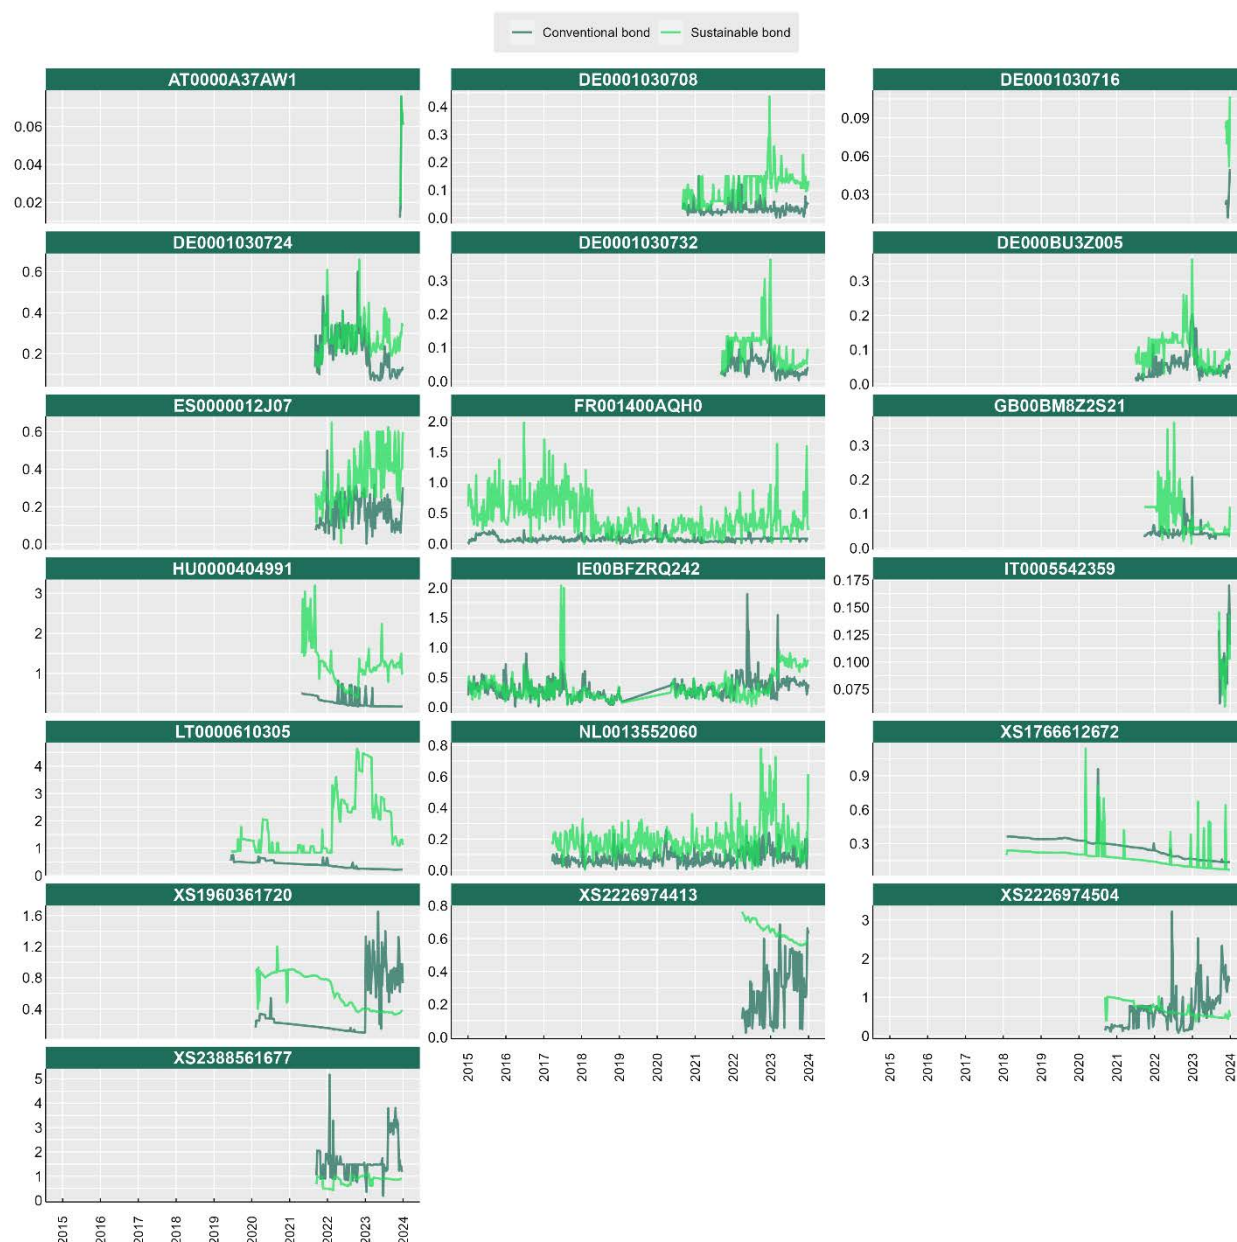 Conventional bond Sustainable bond
AT0000A37AW1 DE0001030708 DE0001030716
0.06 0.04 0.02
0.4 0.3 0.2 0.1 0.0
0.09 0.06 0.03
DE0001030724 DE0001030732 DE000BU3Z005
0.6 0.4 0.2
0.3 0.2 0.1 0.0
0.3 0.2 0.1 0.0
ES0000012J07 FR001400AQH0 GB00BM8Z2S21
0.6 0.4 0.2 0.0
2.0 1.5 1.0 0.5 0.0
0.3 0.2 0.1 0.0
HU0000404991 IE00BFZRQ242 IT0005542359
3 2 1
2.0 1.5 1.0 0.5 0.0
0.175 0.150 0.125 0.100 0.075
LT0000610305 NL0013552060 XS1766612672
4 3 2 1 0
0.8 0.6 0.4 0.2 0.0
0.9 0.6 0.3
XS1960361720 XS2226974413 XS2226974504
1.6 1.2 0.8 0.4
0.8 0.6 0.4 0.2 0.0
3 2 1 0
2015 2016 2017 2018 2019 2020 2021 2022 2023 2024
2015 2016 2017 2018 2019 2020 2021 2022 2023 2024
XS2388561677
5 4 3 2 1 0
2015 2016 2017 2018 2019 2020 2021 2022 2023 2024